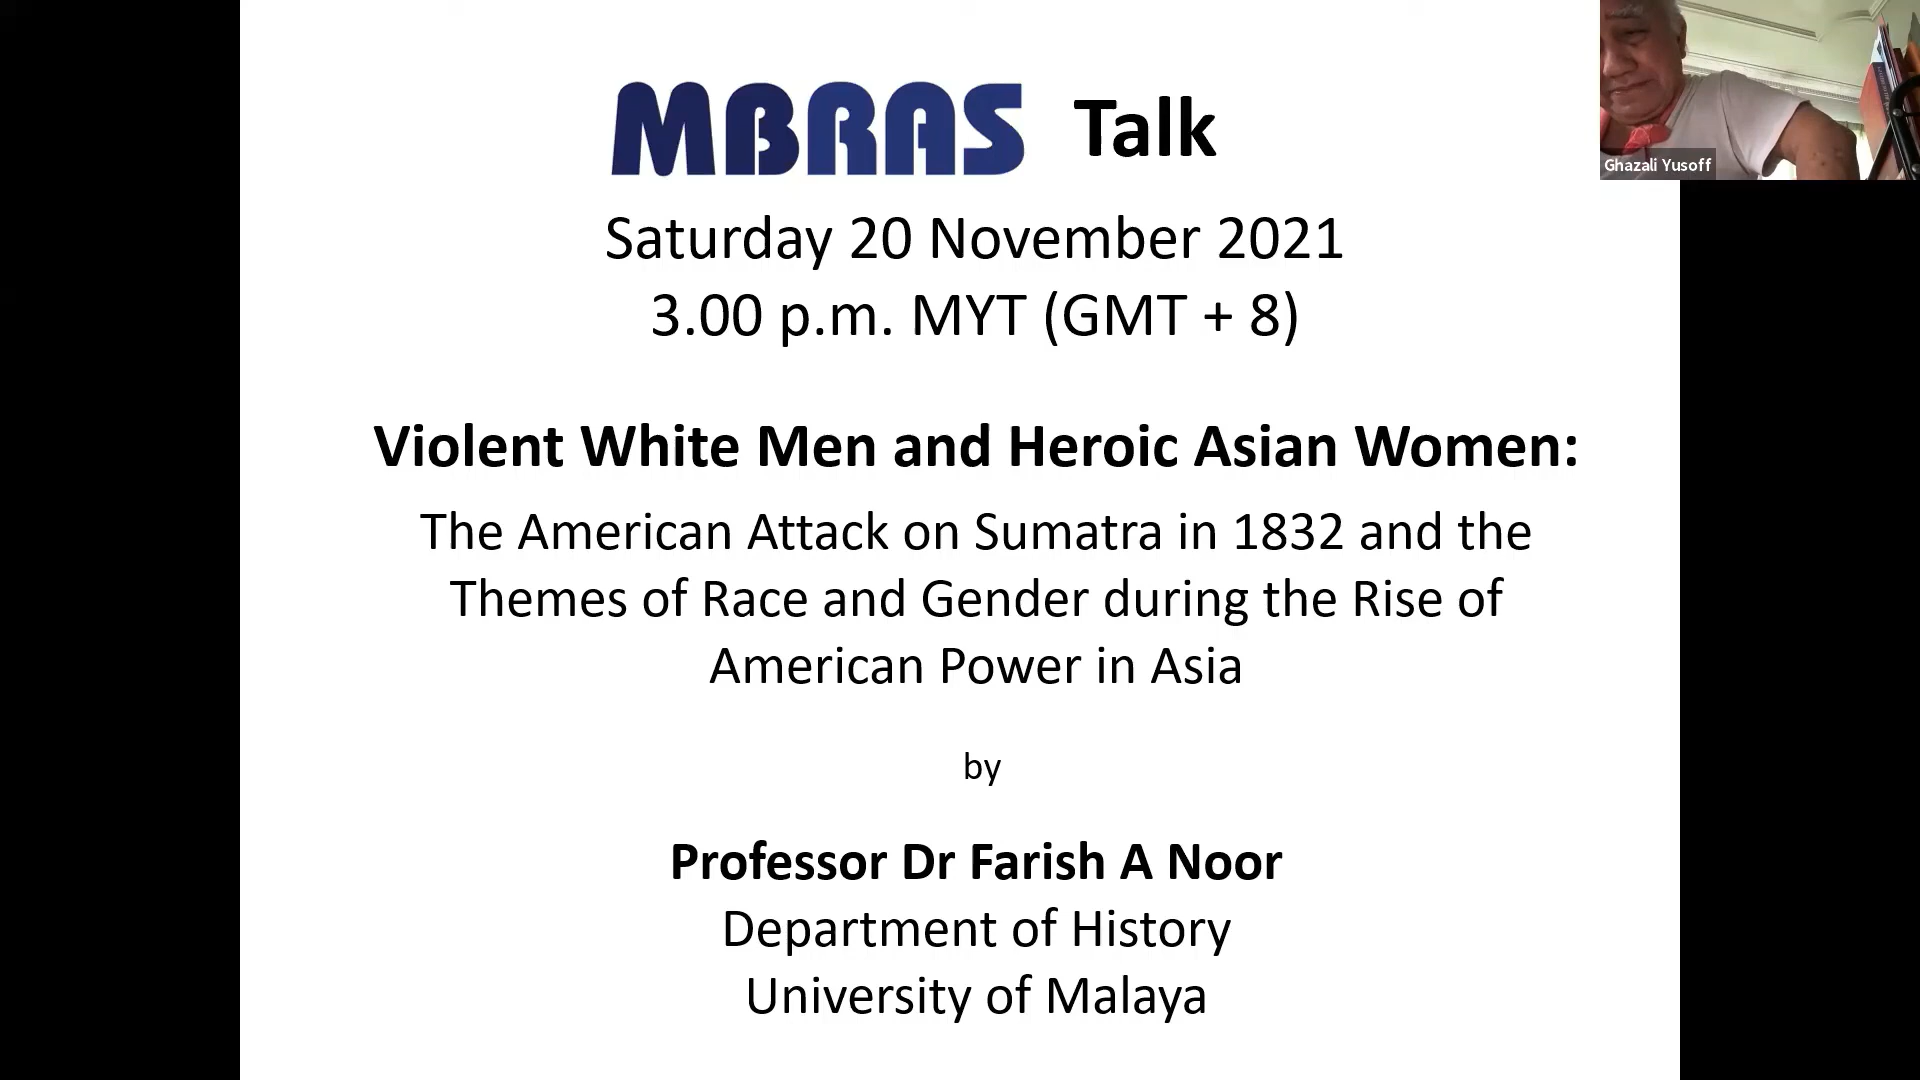 MBRAS Talk
Saturday 20 November 2021
3.00 p.m. MYT (GMT + 8)
Violent White Men and Heroic Asian Women:
The American Attack on Sumatra in 1832 and the
Themes of Race and Gender during the Rise of
American Power in Asia
by
Professor Dr Farish A Noor
Department of History
University of Malaya
Ghazali Yusoff